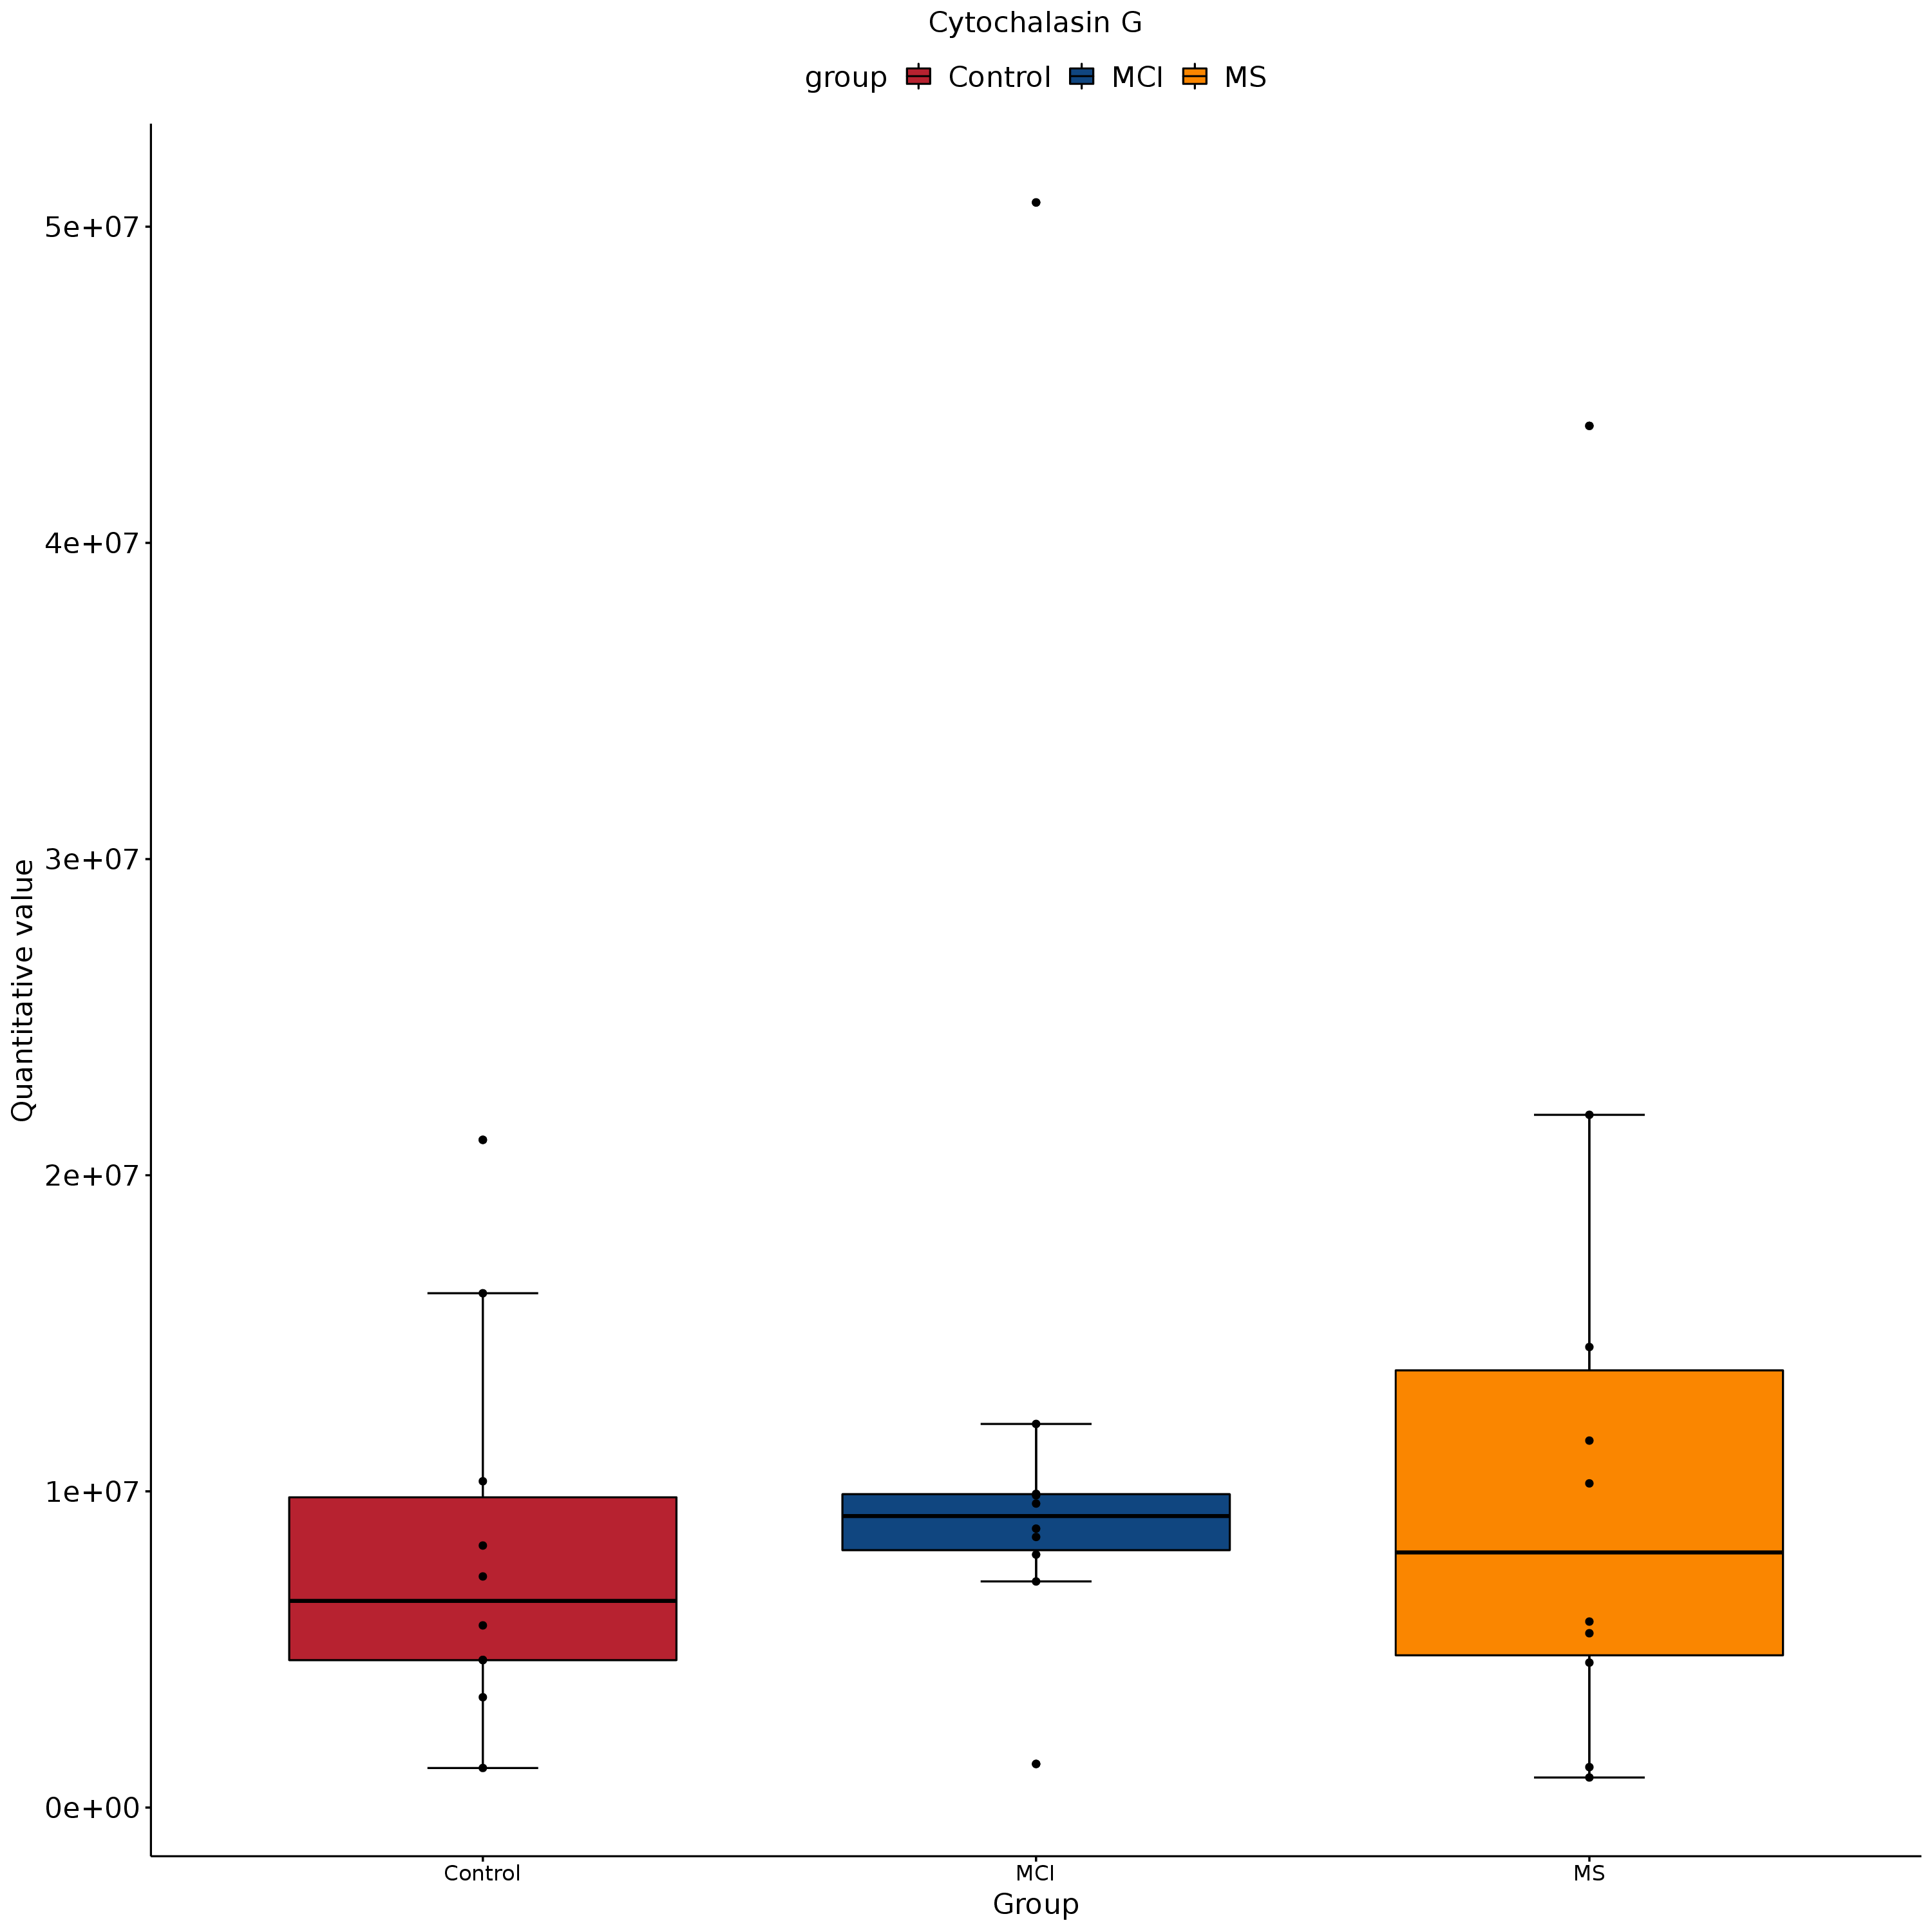 Cytochalasin G
group Control MCI MS
5e+07
4e+07
3e+07
2e+07
1e+07
0e+00
Quantitative value
Control MCI MS
Group